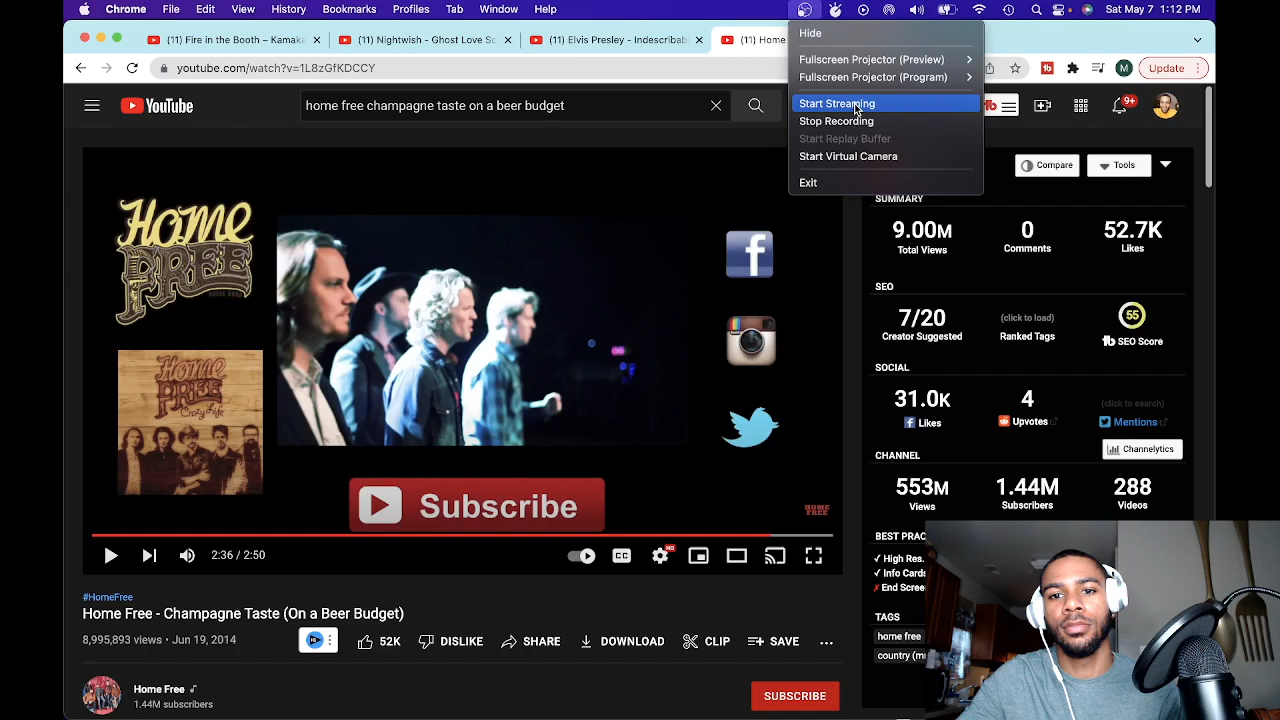 Chrome File Edit View History Bookmarks Profiles Tab Window Help
Sat May 7 1:12 PM
(11) Fire in the Booth – Kamaka
(11) Nightwish - Ghost Love Sc
(11) Elvis Presley - Indescribabl
(11) Home
youtube.com/watch?v=1L8zGfKDCCY
M
Update
YouTube
home free champagne taste on a beer budget
9+
Hide
Fullscreen Projector (Preview)
Fullscreen Projector (Program)
Start Streaming
Stop Recording
Start Replay Buffer
Start Virtual Camera
Exit
HOME
FREE
HOME
FREE
Crazy Life
Subscribe
HOME
FREE
2:36 / 2:50
CC
HD
#HomeFree
Home Free - Champagne Taste (On a Beer Budget)
8,995,893 views • Jun 19, 2014
52K
DISLIKE
SHARE
DOWNLOAD
CLIP
SAVE
Home Free
1.44M subscribers
SUBSCRIBE
Compare
Tools
SUMMARY
9.00M 0 52.7K
Total Views Comments Likes
SEO
7/20 (click to load) 55
Creator Suggested Ranked Tags SEO Score
SOCIAL
31.0K 4 (click to search)
Likes Upvotes Mentions
Channelytics
CHANNEL
553M 1.44M 288
Views Subscribers Videos
BEST PRAC
✓ High Res.
✓ Info Cards
✗ End Scree
TAGS
home free
country (mu